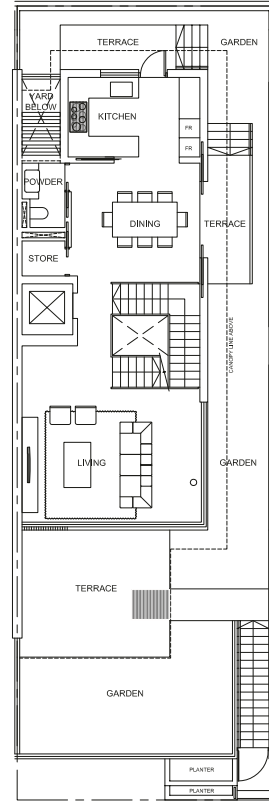 TERRACE
GARDEN
YARD
BELOW
KITCHEN
FR
FR
POWDER
DINING
TERRACE
STORE
CANOPY LINE ABOVE
LIVING
GARDEN
TERRACE
GARDEN
PLANTER
PLANTER